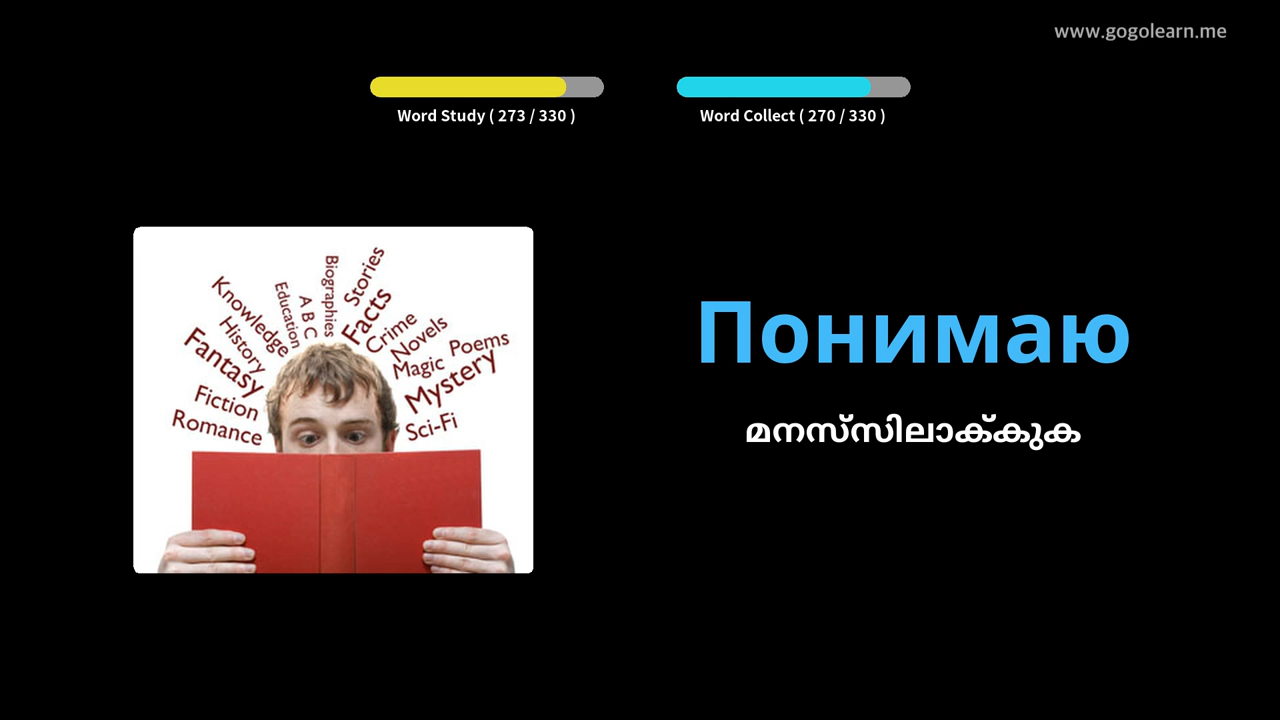 www.gogolearn.me
Word Study ( 273 / 330 )
Word Collect ( 270 / 330 )
Stories
Biographies
Education
A B C
Facts
Knowledge
Crime
History
Novels
Poems
Fantasy
Magic
Mystery
Fiction
Romance
Sci-Fi
Понимаю
മനസ്സിലാക്കുക